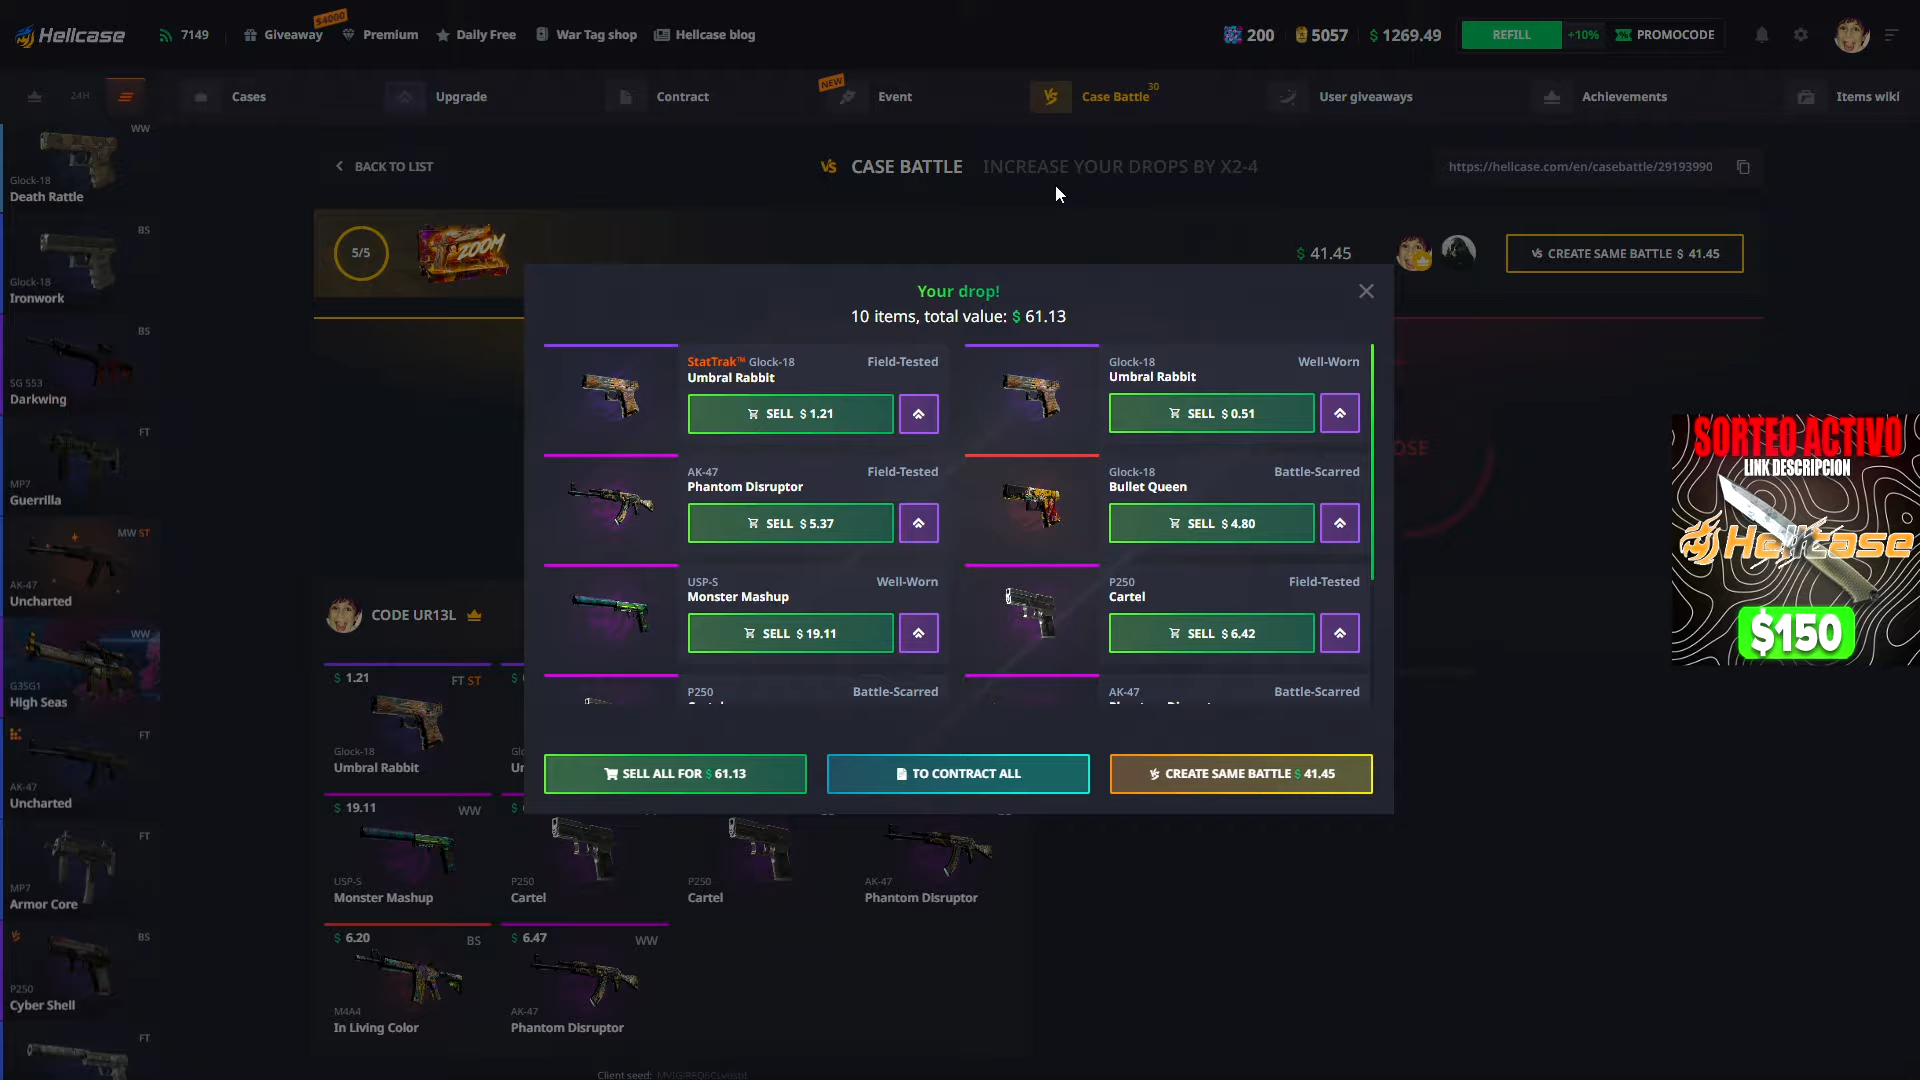 Hellcase
7149
Giveaway
$4000
Premium
Daily Free
War Tag shop
Hellcase blog
200
5057
$ 1269.49
REFILL
+10%
PROMOCODE
24H
Cases
Upgrade
Contract
NEW
Event
Case Battle
30
User giveaways
Achievements
Items wiki
WW
Glock-18
Death Rattle
BS
Glock-18
Ironwork
BS
SG 553
Darkwing
FT
MP7
Guerrilla
MW ST
AK-47
Uncharted
WW
G3SG1
High Seas
FT
AK-47
Uncharted
FT
MP7
Armor Core
BS
P250
Cyber Shell
FT
BACK TO LIST
CASE BATTLE
INCREASE YOUR DROPS BY X2-4
https://hellcase.com/en/casebattle/29193990
5/5
ZOOM
$ 41.45
CREATE SAME BATTLE $ 41.45
Your drop!
10 items, total value: $ 61.13
StatTrak™ Glock-18
Field-Tested
Umbral Rabbit
SELL $ 1.21
Glock-18
Well-Worn
Umbral Rabbit
SELL $ 0.51
AK-47
Field-Tested
Phantom Disruptor
SELL $ 5.37
Glock-18
Battle-Scarred
Bullet Queen
SELL $ 4.80
USP-S
Well-Worn
Monster Mashup
SELL $ 19.11
P250
Field-Tested
Cartel
SELL $ 6.42
P250
Battle-Scarred
AK-47
Battle-Scarred
SELL ALL FOR $ 61.13
TO CONTRACT ALL
CREATE SAME BATTLE $ 41.45
CODE UR13L
$ 1.21
FT ST
Glock-18
Umbral Rabbit
$ 19.11
WW
USP-S
Monster Mashup
P250
Cartel
P250
Cartel
AK-47
Phantom Disruptor
$ 6.20
BS
M4A4
In Living Color
$ 6.47
WW
AK-47
Phantom Disruptor
Client seed:
SORTEO ACTIVO
LINK DESCRIPCION
Hellcase
$150